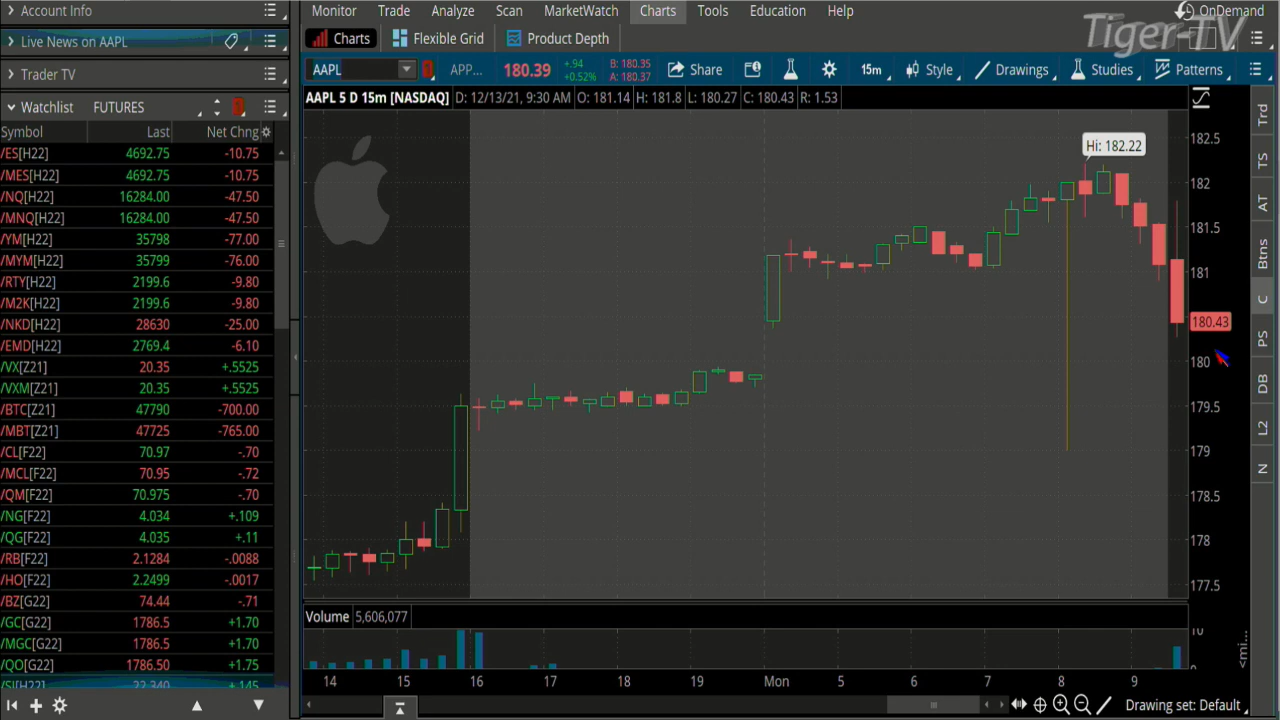 Account Info
Live News on AAPL
Trader TV
Watchlist FUTURES
Symbol Last Net Chng
/ES[H22] 4692.75 -10.75
/MES[H22] 4692.75 -10.75
/NQ[H22] 16284.00 -47.50
/MNQ[H22] 16284.00 -47.50
/YM[H22] 35798 -77.00
/MYM[H22] 35799 -76.00
/RTY[H22] 2199.6 -9.80
/M2K[H22] 2199.6 -9.80
/NKD[H22] 28630 -25.00
/EMD[H22] 2769.4 -6.10
/VX[Z21] 20.35 +.5525
/VXM[Z21] 20.35 +.5525
/BTC[Z21] 47790 -700.00
/MBT[Z21] 47725 -765.00
/CL[F22] 70.97 -.70
/MCL[F22] 70.95 -.72
/QM[F22] 70.975 -.70
/NG[F22] 4.034 +.109
/QG[F22] 4.035 +.11
/RB[F22] 2.1284 -.0088
/HO[F22] 2.2499 -.0017
/BZ[G22] 74.44 -.71
/GC[G22] 1786.5 +1.70
/MGC[G22] 1786.5 +1.70
/QO[G22] 1786.50 +1.75
/SI[H22] 22.340 +.145
Monitor Trade Analyze Scan MarketWatch Charts Tools Education Help OnDemand
Tiger-TV
Charts Flexible Grid Product Depth
AAPL APP... 180.39 +.94 B: 180.35 Share 15m Style Drawings Studies Patterns
+0.52% A: 180.37
AAPL 5 D 15m [NASDAQ] D: 12/13/21, 9:30 AM O: 181.14 H: 181.8 L: 180.27 C: 180.43 R: 1.53
Hi: 182.22
182.5
182
181.5
181
180.43
180
179.5
179
178.5
178
177.5
Volume 5,606,077
10
14 15 16 17 18 19 Mon 5 6 7 8 9
Drawing set: Default
Trd
TS
AT
Btns
C
PS
DB
L2
N
<mi...